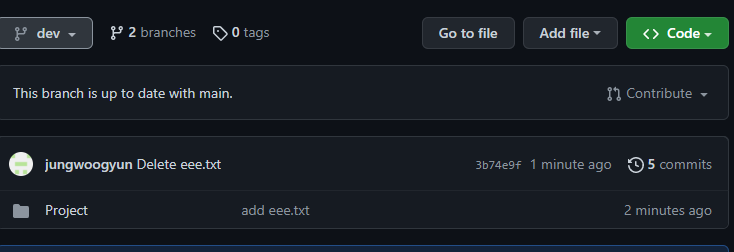 dev 2 branches 0 tags Go to file Add file Code
This branch is up to date with main. Contribute
jungwoogyun Delete eee.txt 3b74e9f 1 minute ago 5 commits
Project add eee.txt 2 minutes ago